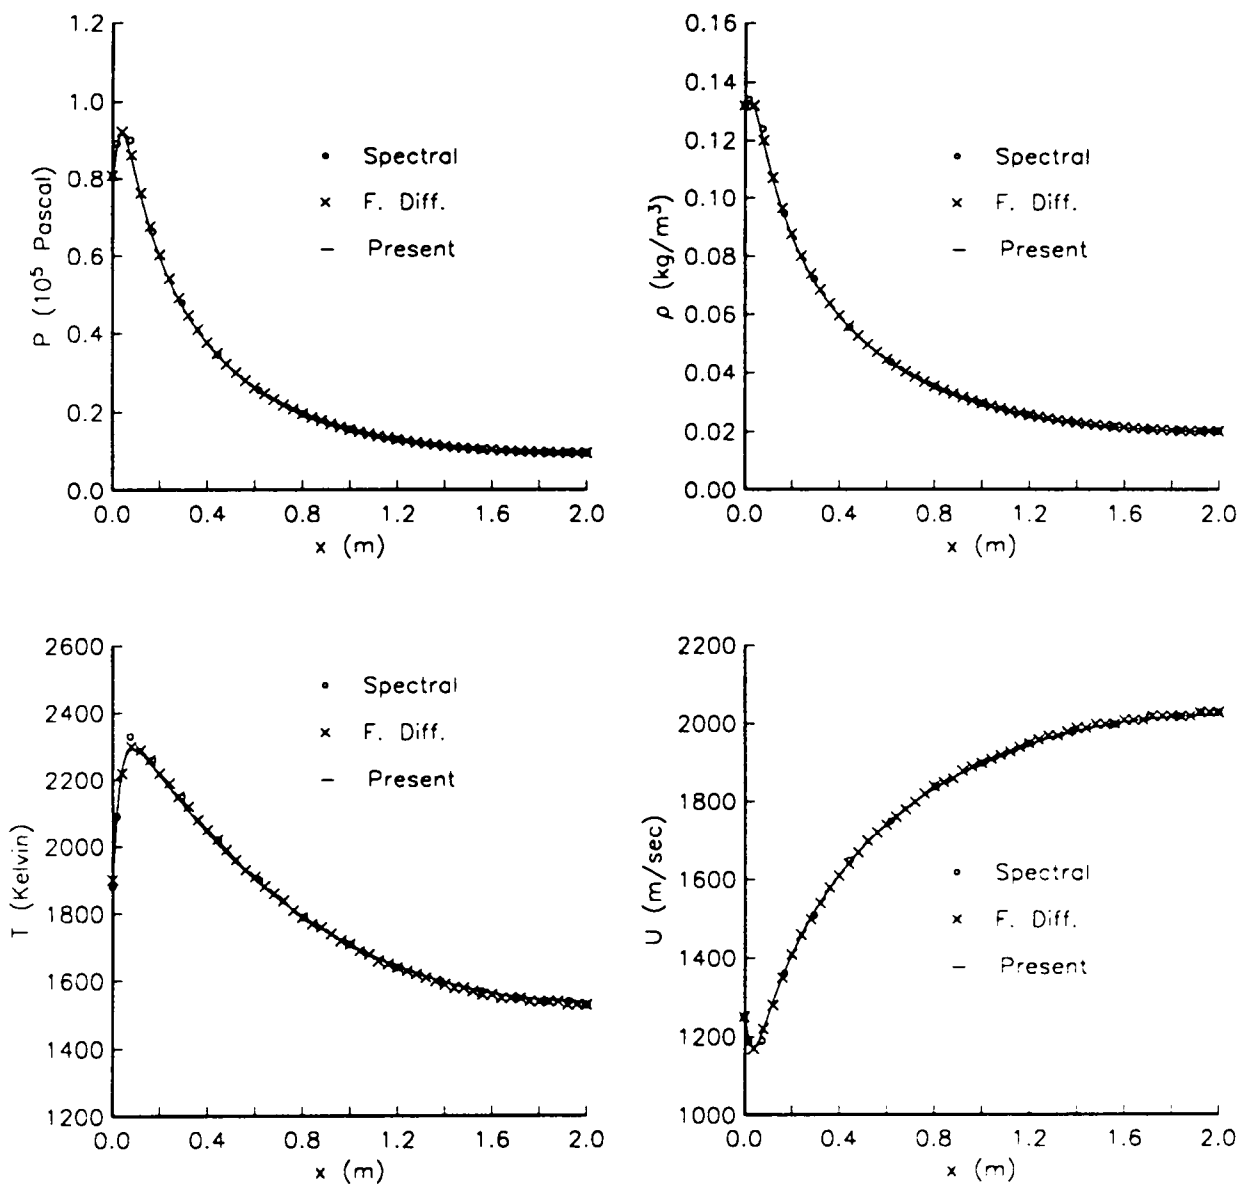 1.2
1.0
0.8
0.6
0.4
0.2
0.0
P (10⁵ Pascal)
Spectral
F. Diff.
Present
0.0 0.4 0.8 1.2 1.6 2.0
x (m)
0.16
0.14
0.12
0.10
0.08
0.06
0.04
0.02
0.00
ρ (kg/m³)
Spectral
F. Diff.
Present
0.0 0.4 0.8 1.2 1.6 2.0
x (m)
2600
2400
2200
2000
1800
1600
1400
1200
T (Kelvin)
Spectral
F. Diff.
Present
0.0 0.4 0.8 1.2 1.6 2.0
x (m)
2200
2000
1800
1600
1400
1200
1000
U (m/sec)
Spectral
F. Diff.
Present
0.0 0.4 0.8 1.2 1.6 2.0
x (m)